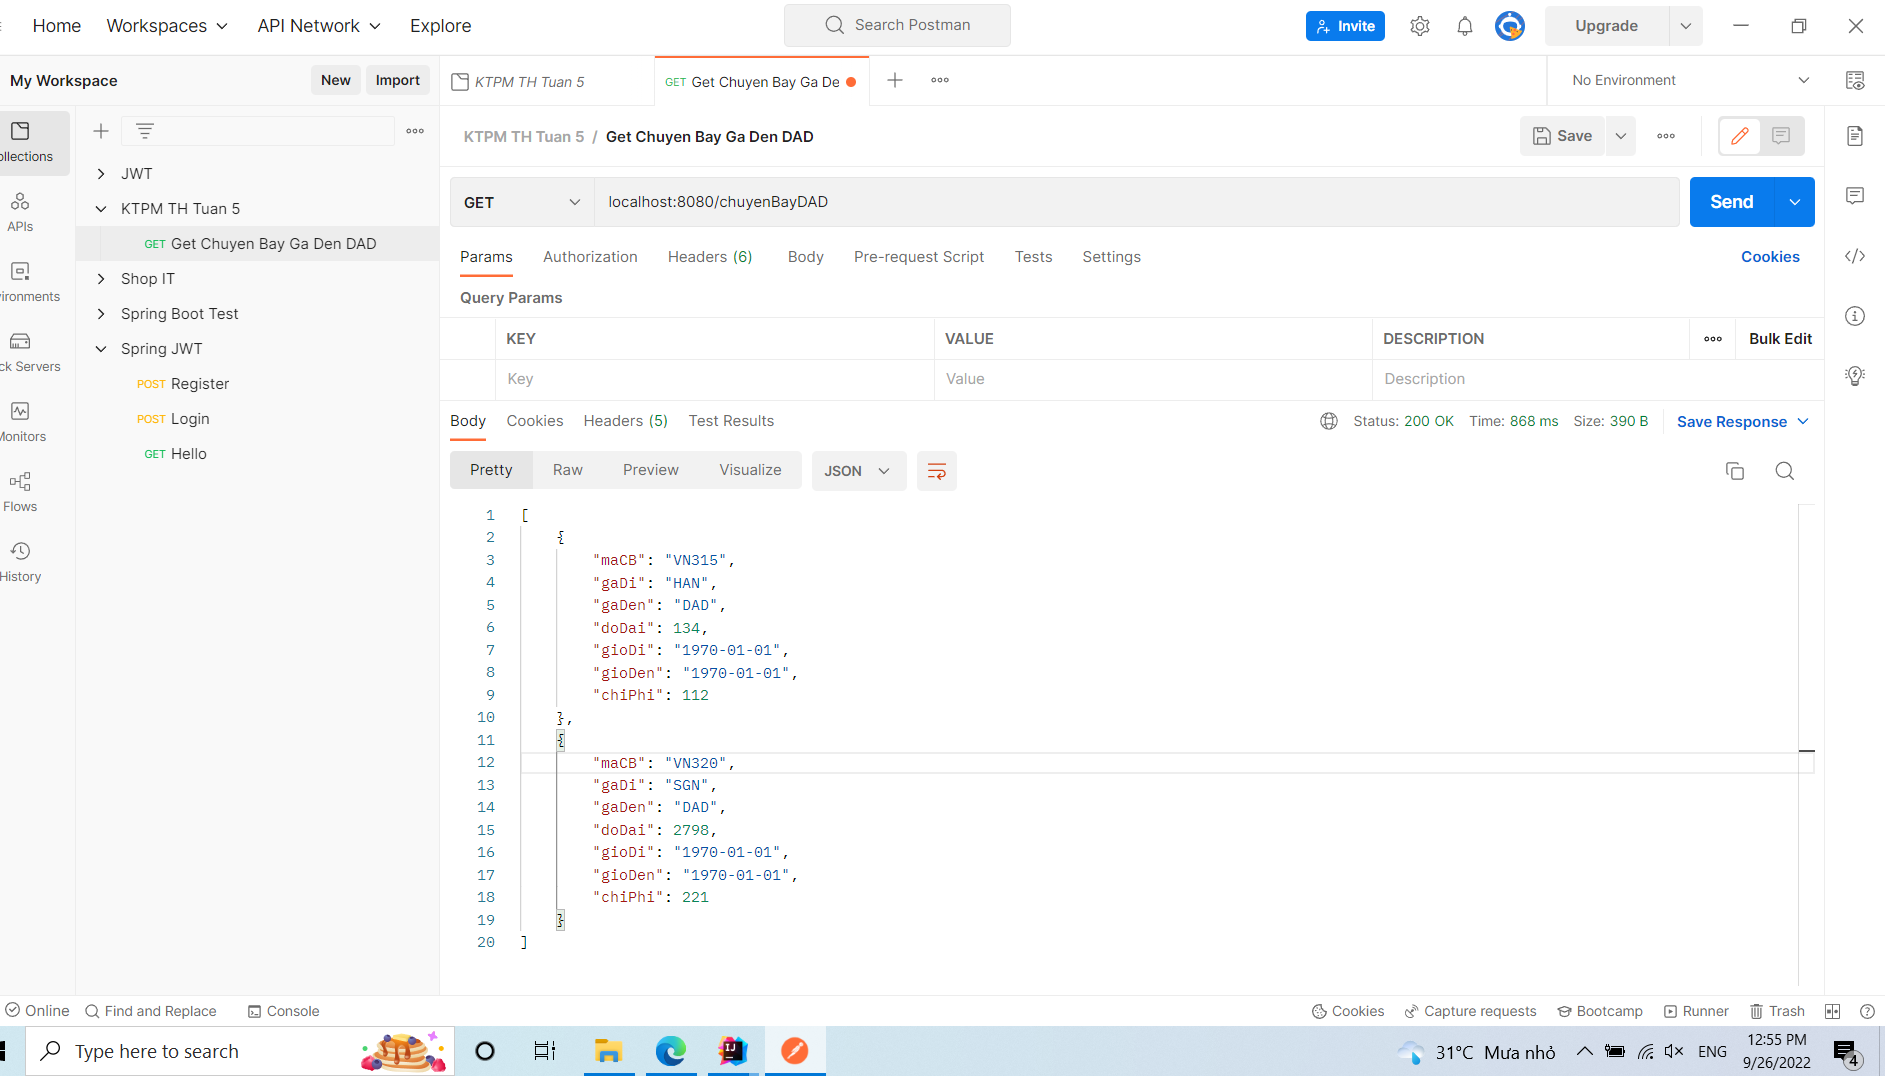 Home Workspaces API Network Explore Search Postman Invite Upgrade
My Workspace New Import KTPM TH Tuan 5 GET Get Chuyen Bay Ga De No Environment
KTPM TH Tuan 5 / Get Chuyen Bay Ga Den DAD Save
ollections
APIs
ironments
ck Servers
Monitors
Flows
History
JWT
KTPM TH Tuan 5
GET Get Chuyen Bay Ga Den DAD
Shop IT
Spring Boot Test
Spring JWT
POST Register
POST Login
GET Hello
GET localhost:8080/chuyenBayDAD Send
Params Authorization Headers (6) Body Pre-request Script Tests Settings Cookies
Query Params
KEY VALUE DESCRIPTION Bulk Edit
Key Value Description
Body Cookies Headers (5) Test Results Status: 200 OK Time: 868 ms Size: 390 B Save Response
Pretty Raw Preview Visualize JSON
1 [
2 {
3 "maCB": "VN315",
4 "gaDi": "HAN",
5 "gaDen": "DAD",
6 "doDai": 134,
7 "gioDi": "1970-01-01",
8 "gioDen": "1970-01-01",
9 "chiPhi": 112
10 },
11 {
12 "maCB": "VN320",
13 "gaDi": "SGN",
14 "gaDen": "DAD",
15 "doDai": 2798,
16 "gioDi": "1970-01-01",
17 "gioDen": "1970-01-01",
18 "chiPhi": 221
19 }
20 ]
Online Find and Replace Console Cookies Capture requests Bootcamp Runner Trash
Type here to search IJ 31°C Mưa nhỏ ENG 12:55 PM
9/26/2022 4